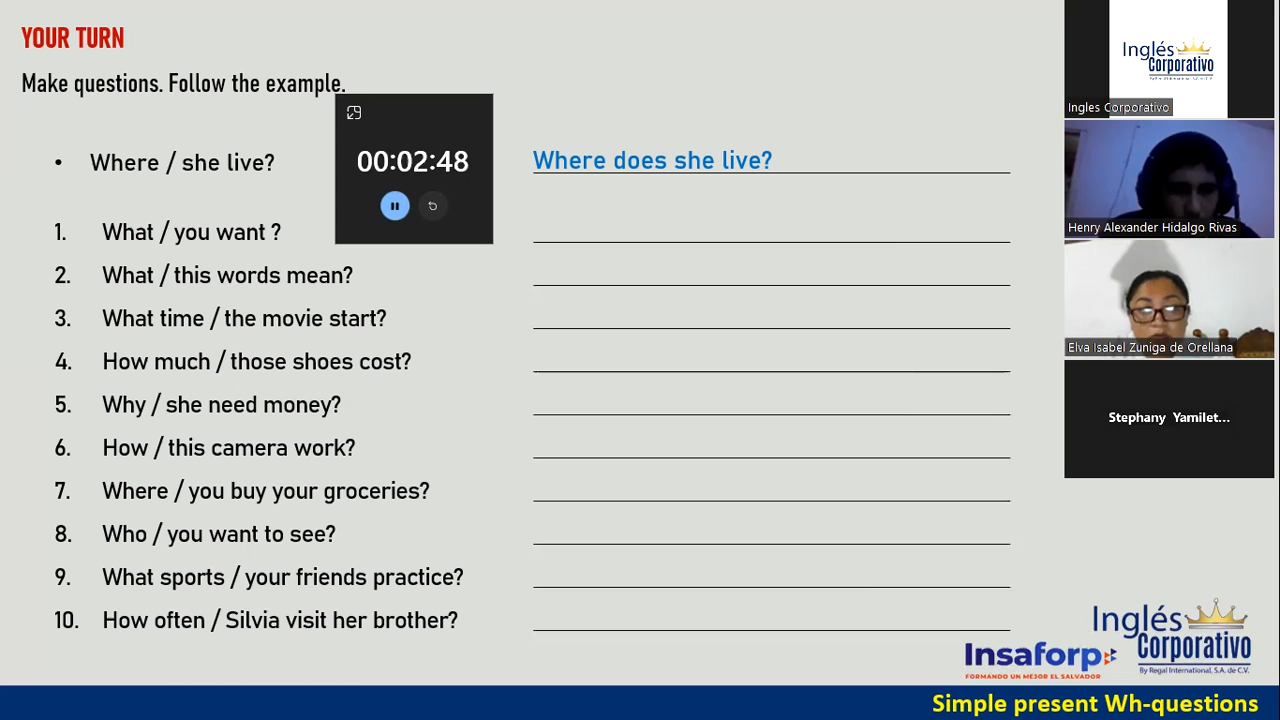 YOUR TURN
Make questions. Follow the example.
00:02:48
• Where / she live?
Where does she live?
1. What / you want ?
2. What / this words mean?
3. What time / the movie start?
4. How much / those shoes cost?
5. Why / she need money?
6. How / this camera work?
7. Where / you buy your groceries?
8. Who / you want to see?
9. What sports / your friends practice?
10. How often / Silvia visit her brother?
Inglés
Corporativo
Ingles Corporativo
Henry Alexander Hidalgo Rivas
Elva Isabel Zuniga de Orellana
Stephany Yamilet...
Insaforp
FORMANDO UN MEJOR EL SALVADOR
Inglés
Corporativo
By Regal International, S.A. de C.V.
Simple present Wh-questions